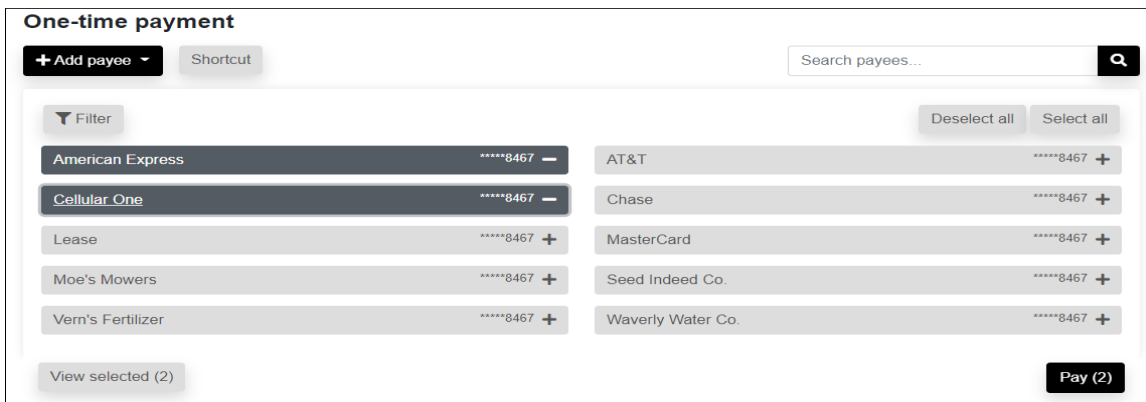 One-time payment
Add payee Shortcut Search payees...
Filter Deselect all Select all
American Express *****8467 AT&T *****8467
Cellular One *****8467 Chase *****8467
Lease *****8467 MasterCard *****8467
Moe's Mowers *****8467 Seed Indeed Co. *****8467
Vern's Fertilizer *****8467 Waverly Water Co. *****8467
View selected (2) Pay (2)